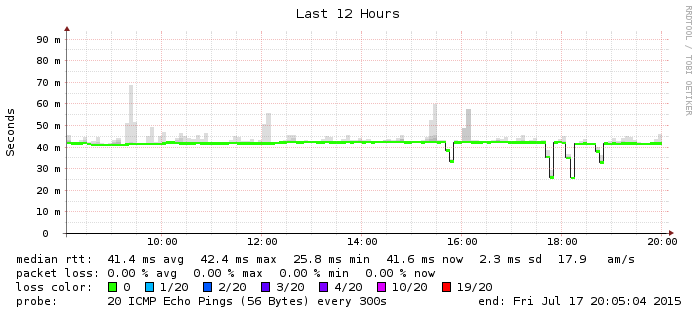 Last 12 Hours
RRDTOOL / TOBI OETIKER
Seconds
90 m
80 m
70 m
60 m
50 m
40 m
30 m
20 m
10 m
0
10:00 12:00 14:00 16:00 18:00 20:00
median rtt: 41.4 ms avg 42.4 ms max 25.8 ms min 41.6 ms now 2.3 ms sd 17.9 am/s
packet loss: 0.00 % avg 0.00 % max 0.00 % min 0.00 % now
loss color: 0 1/20 2/20 3/20 4/20 10/20 19/20
probe: 20 ICMP Echo Pings (56 Bytes) every 300s end: Fri Jul 17 20:05:04 2015